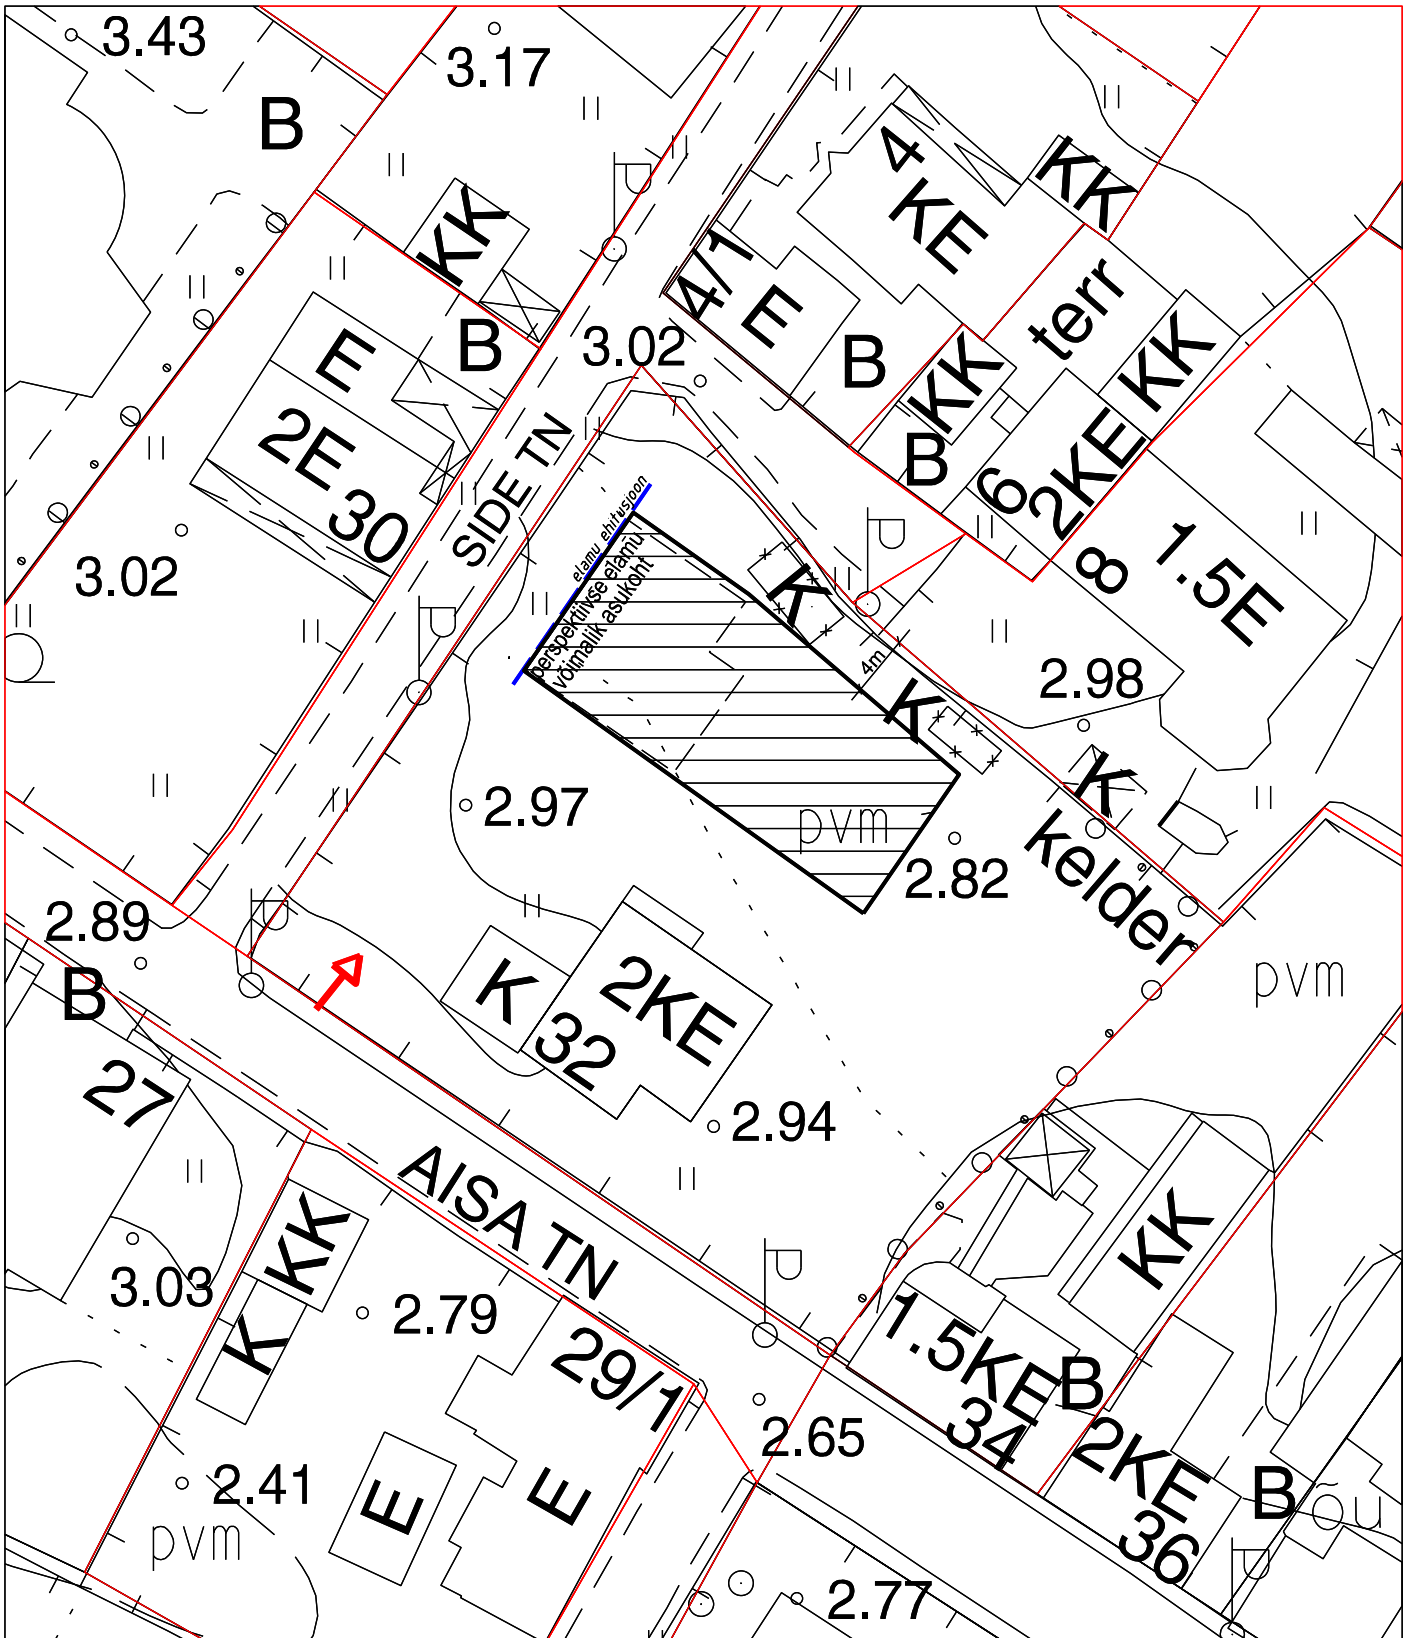 3.43
3.17
B
4
KE
KK
KK
4/1
E
terr
E
B
3.02
B
KK
KK
2E
30
SIDE TN
B
6
2KE
8
1.5E
3.02
elamu ehitusjoon
perspektiivse elamu
võimalik asukoht
K
4m
2.98
K
K
2.97
pvm
2.82
kelder
2.89
B
pvm
K
32
2KE
27
2.94
AISA TN
KK
KK
3.03
2.79
K
29/1
1.5KE
34
B
2.65
2KE
36
B
õu
2.41
pvm
E
E
2.77